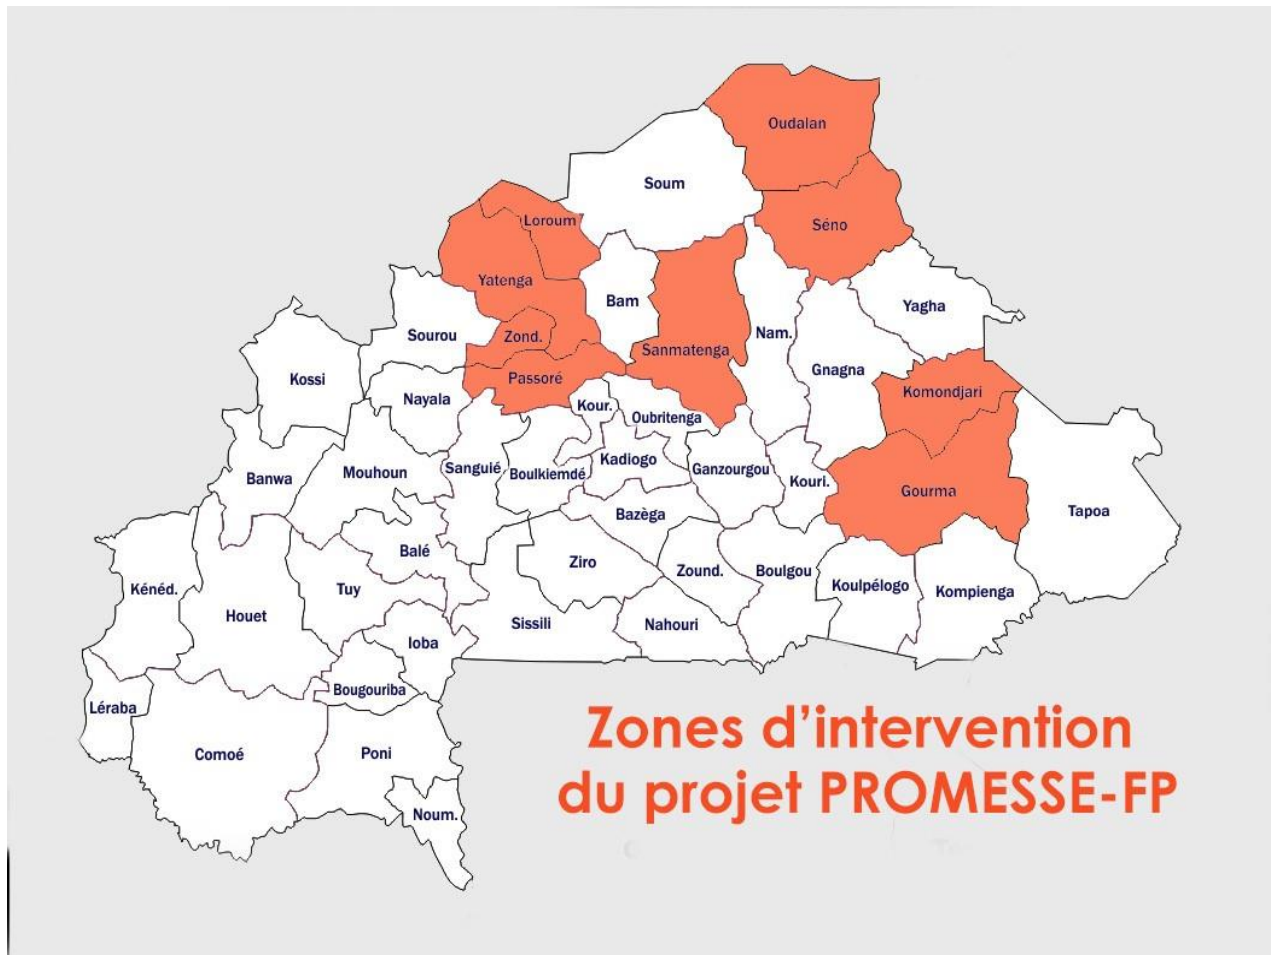 Oudalan
Soum
Loroum
Séno
Yatenga
Bam
Yagha
Sourou
Zond.
Nam.
Sanmatenga
Gnagna
Kossi
Passoré
Komondjari
Nayala
Kour.
Oubritenga
Banwa
Mouhoun
Sanguié
Boulkiemdé
Kadiogo
Ganzourgou
Kouri.
Gourma
Tapoa
Bazèga
Balé
Ziro
Zound.
Boulgou
Koulpélogo
Kompienga
Kénéd.
Tuy
Houet
Sissili
Nahouri
Ioba
Bougouriba
Léraba
Comoé
Poni
Noum.
Zones d’intervention
du projet PROMESSE-FP